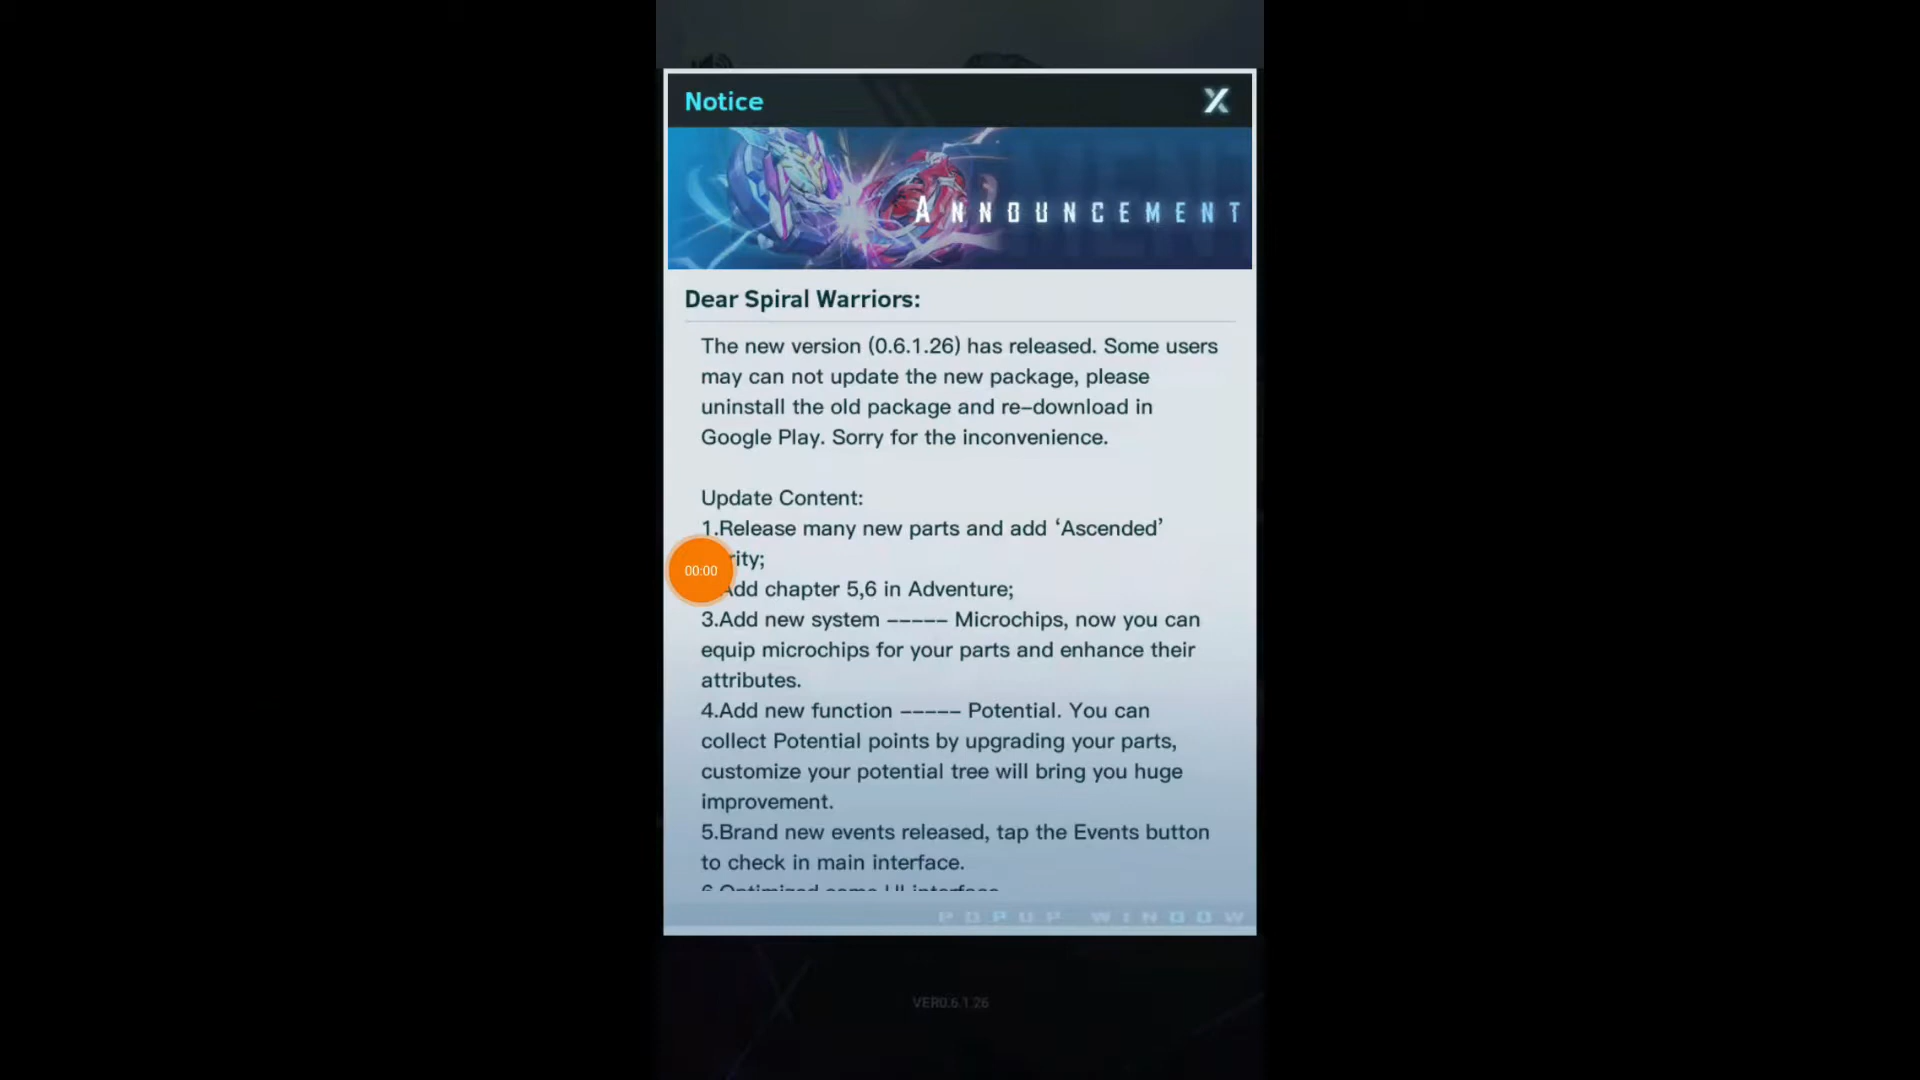 Notice
ANNOUNCEMENT
Dear Spiral Warriors:
The new version (0.6.1.26) has released. Some users
may can not update the new package, please
uninstall the old package and re-download in
Google Play. Sorry for the inconvenience.
Update Content:
1.Release many new parts and add ‘Ascended’
rity;
00:00
Add chapter 5,6 in Adventure;
3.Add new system ----- Microchips, now you can
equip microchips for your parts and enhance their
attributes.
4.Add new function ----- Potential. You can
collect Potential points by upgrading your parts,
customize your potential tree will bring you huge
improvement.
5.Brand new events released, tap the Events button
to check in main interface.
6.Optimized game UI interface
POPUP WINDOW
VER0.6.1.26